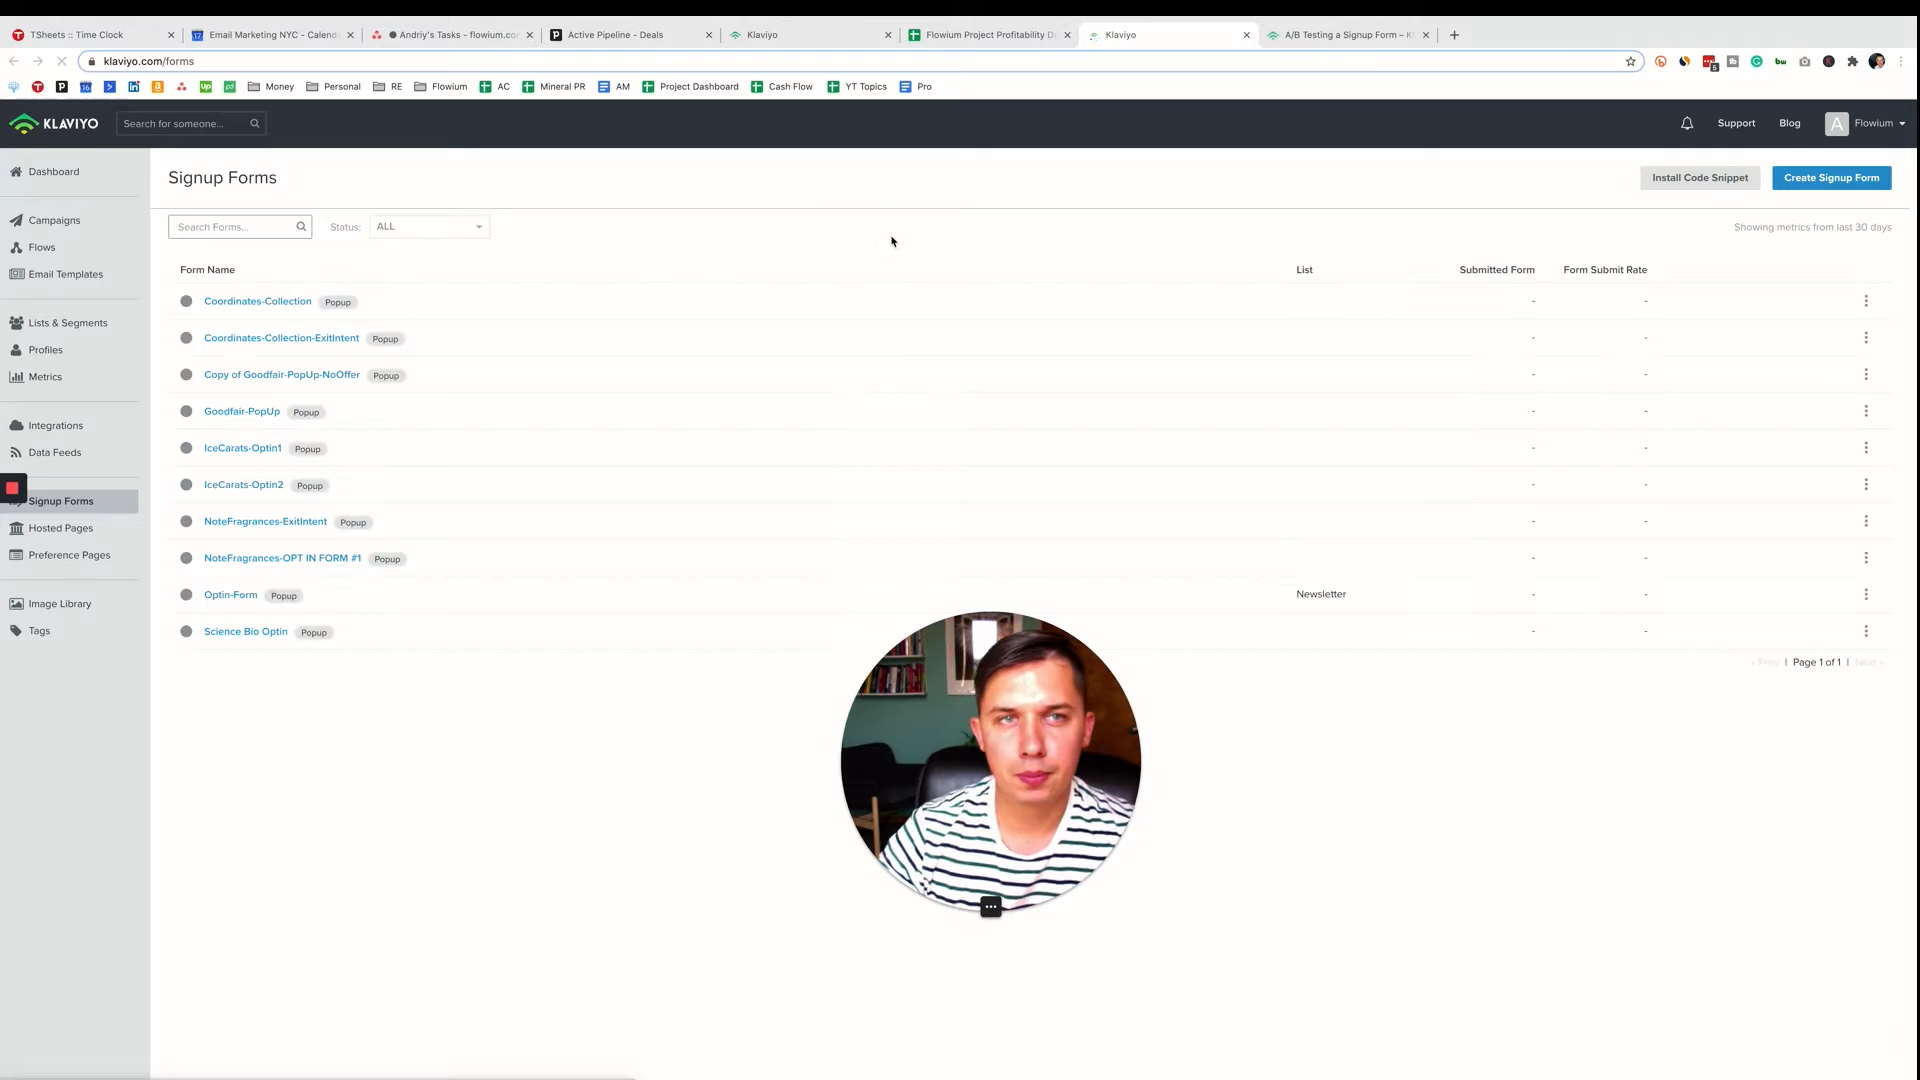 TSheets :: Time Clock
Email Marketing NYC - Calend
Andriy's Tasks - flowium.co
Active Pipeline - Deals
Klaviyo
Flowium Project Profitability D
Klaviyo
A/B Testing a Signup Form – K
klaviyo.com/forms
Money
Personal
RE
Flowium
AC
Mineral PR
AM
Project Dashboard
Cash Flow
YT Topics
Pro
KLAVIYO
Search for someone...
Support
Blog
A
Flowium
Dashboard
Campaigns
Flows
Email Templates
Lists & Segments
Profiles
Metrics
Integrations
Data Feeds
Signup Forms
Hosted Pages
Preference Pages
Image Library
Tags
Signup Forms
Install Code Snippet
Create Signup Form
Search Forms...
Status:
ALL
Showing metrics from last 30 days
Form Name List Submitted Form Form Submit Rate
Coordinates-Collection Popup - -
Coordinates-Collection-ExitIntent Popup - -
Copy of Goodfair-PopUp-NoOffer Popup - -
Goodfair-PopUp Popup - -
IceCarats-Optin1 Popup - -
IceCarats-Optin2 Popup - -
NoteFragrances-ExitIntent Popup - -
NoteFragrances-OPT IN FORM #1 Popup - -
Optin-Form Popup Newsletter - -
Science Bio Optin Popup - -
‹ Prev | Page 1 of 1 | Next ›